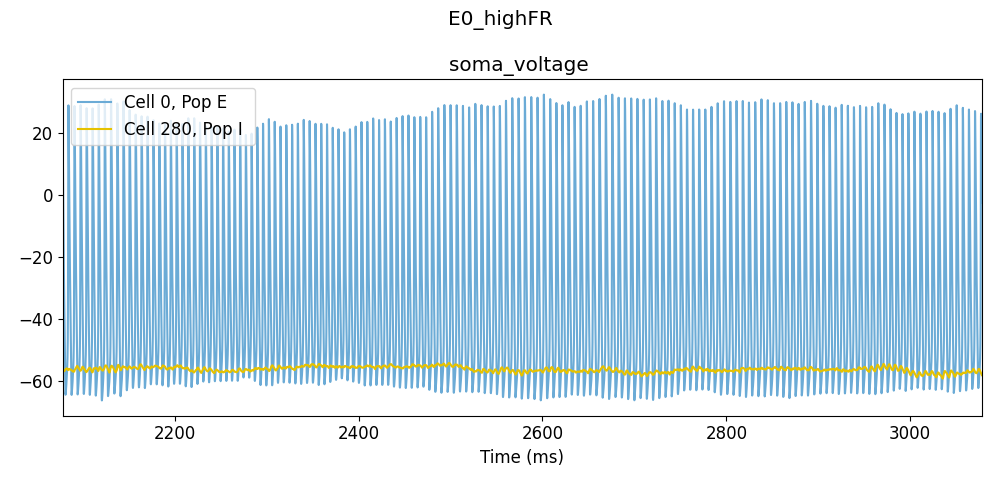 E0_highFR
soma_voltage
Cell 0, Pop E
Cell 280, Pop I
20
0
−20
−40
−60
2200 2400 2600 2800 3000
Time (ms)